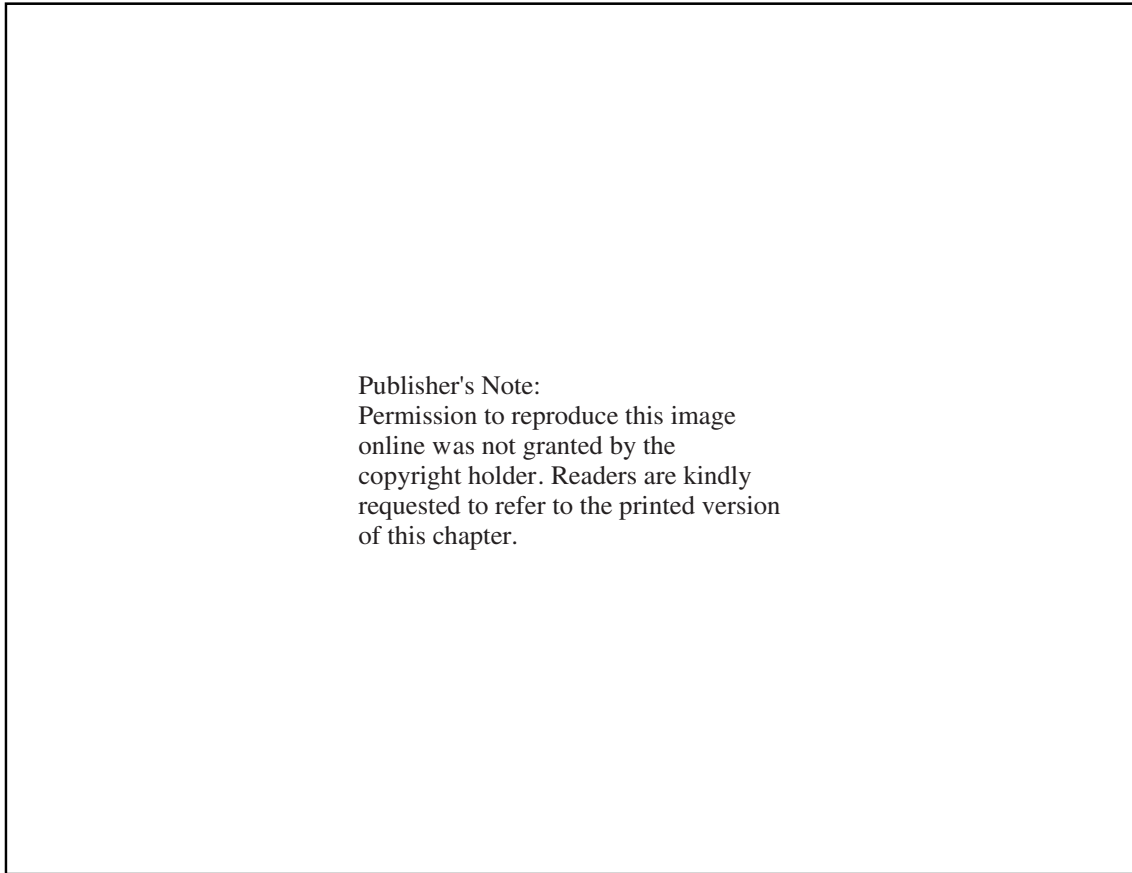 Publisher's Note:
Permission to reproduce this image
online was not granted by the
copyright holder. Readers are kindly
requested to refer to the printed version
of this chapter.